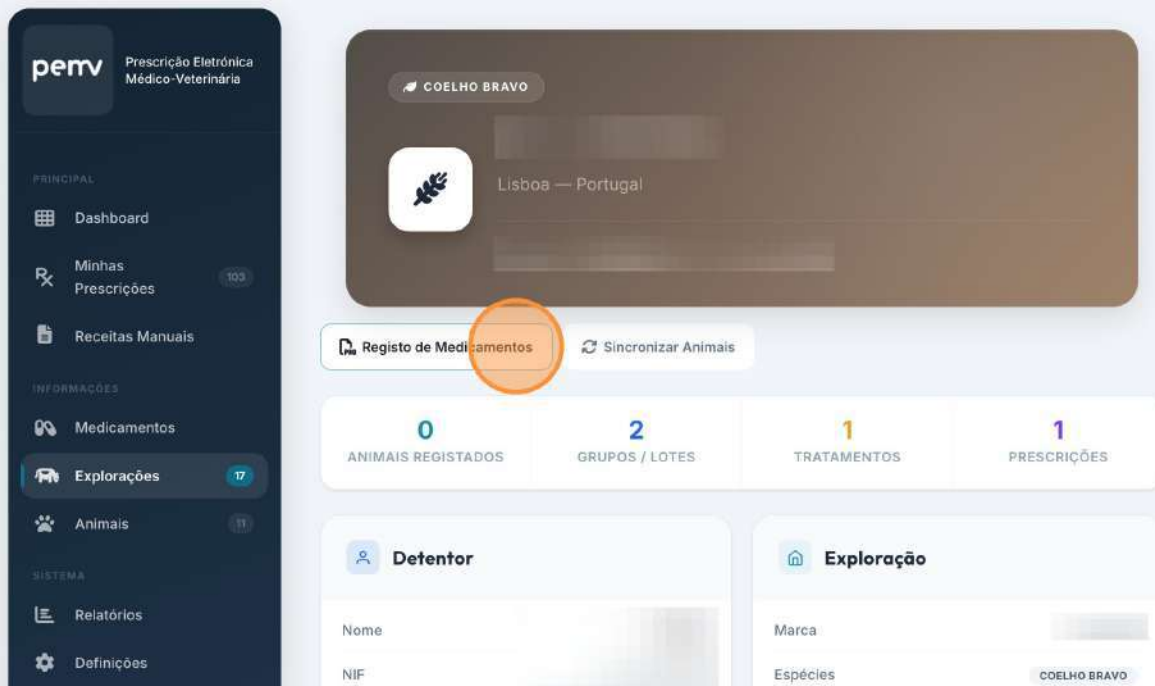 pemv
Prescrição Eletrónica
Médico-Veterinária
PRINCIPAL
Dashboard
Minhas
Prescrições
103
Receitas Manuais
INFORMAÇÕES
Medicamentos
Explorações
17
Animais
11
SISTEMA
Relatórios
Definições
COELHO BRAVO
Lisboa — Portugal
Registo de Medicamentos
Sincronizar Animais
0
ANIMAIS REGISTADOS
2
GRUPOS / LOTES
1
TRATAMENTOS
1
PRESCRIÇÕES
Detentor
Nome
NIF
Exploração
Marca
Espécies
COELHO BRAVO